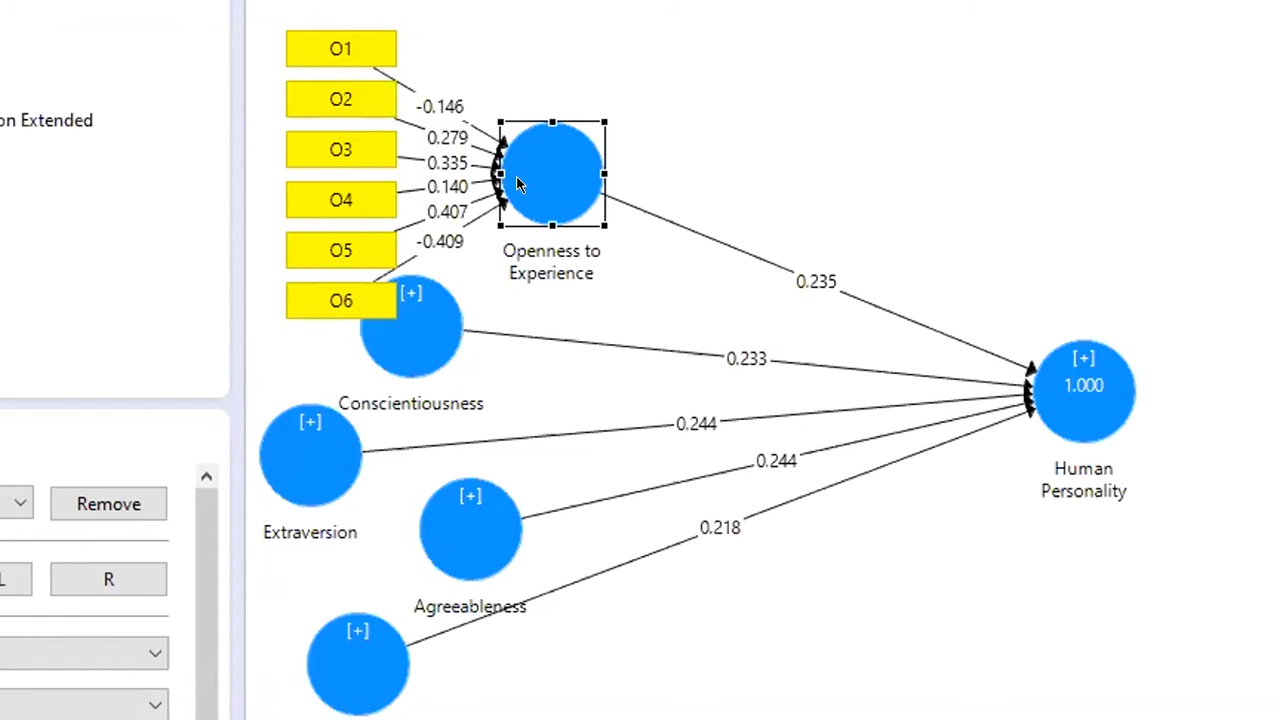 on Extended
Remove
L
R
O1
O2
O3
O4
O5
O6
-0.146
0.279
0.335
0.140
0.407
-0.409
Openness to
Experience
[+]
Conscientiousness
[+]
Extraversion
[+]
Agreeableness
[+]
0.235
0.233
0.244
0.244
0.218
[+]
1.000
Human
Personality